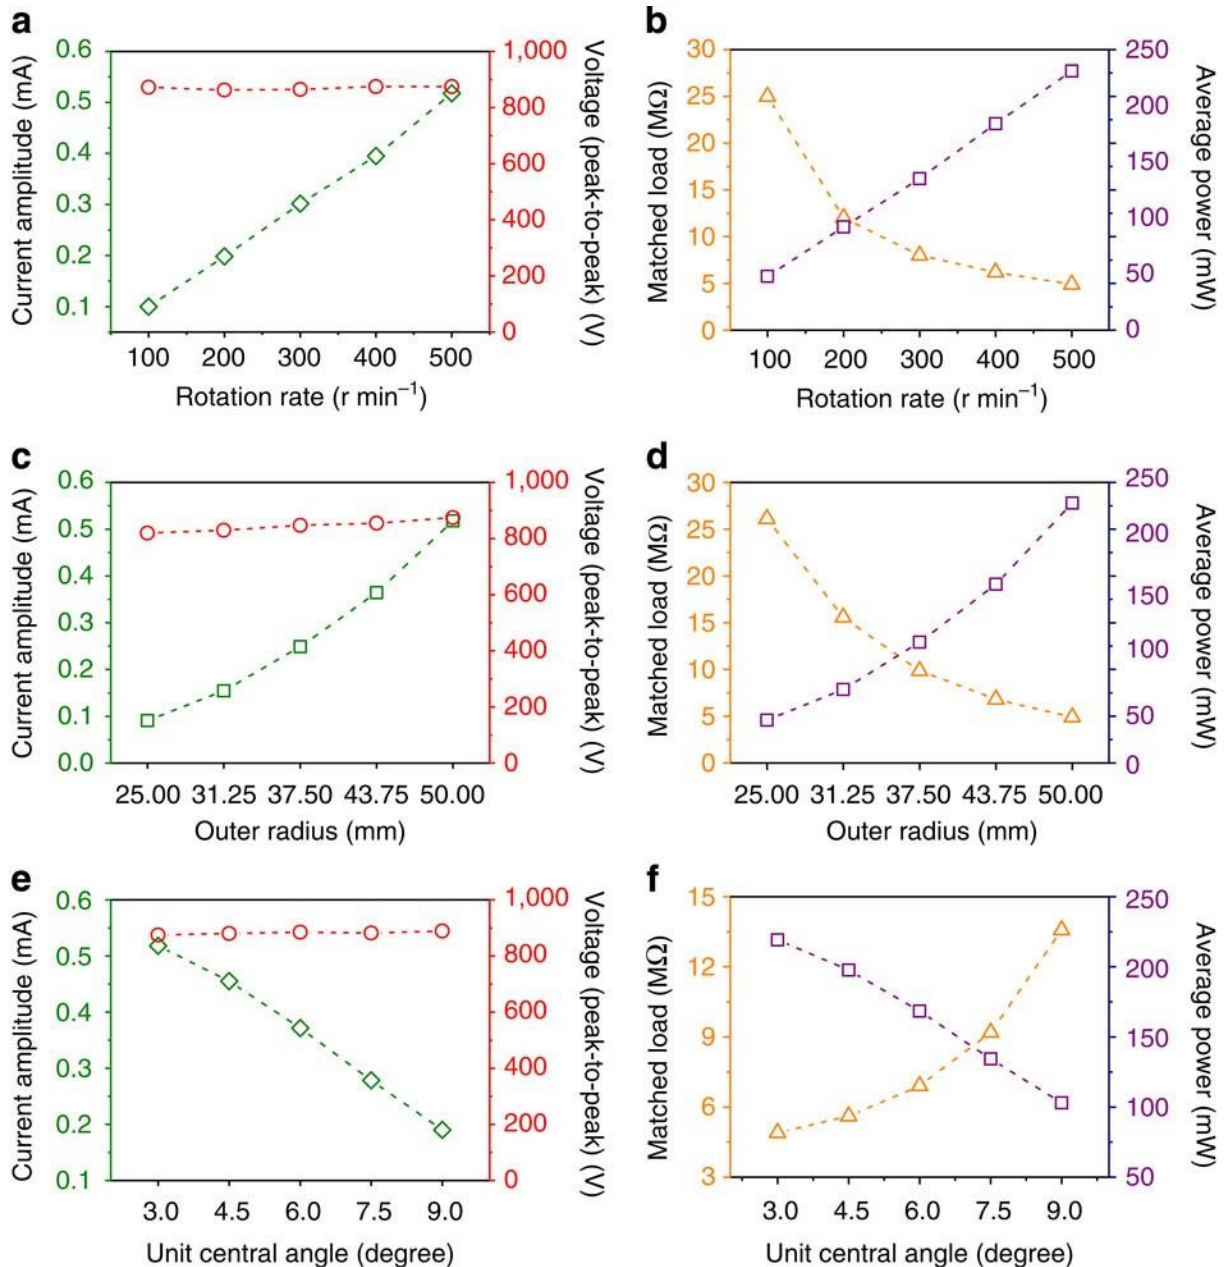 a
Current amplitude (mA)
0.6
0.5
0.4
0.3
0.2
0.1
1,000
800
600
400
200
0
Voltage (peak-to-peak) (V)
100 200 300 400 500
Rotation rate (r min⁻¹)
b
Matched load (MΩ)
30
25
20
15
10
5
0
250
200
150
100
50
0
Average power (mW)
100 200 300 400 500
Rotation rate (r min⁻¹)
c
Current amplitude (mA)
0.6
0.5
0.4
0.3
0.2
0.1
0.0
1,000
800
600
400
200
0
Voltage (peak-to-peak) (V)
25.00 31.25 37.50 43.75 50.00
Outer radius (mm)
d
Matched load (MΩ)
30
25
20
15
10
5
0
250
200
150
100
50
0
Average power (mW)
25.00 31.25 37.50 43.75 50.00
Outer radius (mm)
e
Current amplitude (mA)
0.6
0.5
0.4
0.3
0.2
0.1
1,000
800
600
400
200
0
Voltage (peak-to-peak) (V)
3.0 4.5 6.0 7.5 9.0
Unit central angle (degree)
f
Matched load (MΩ)
15
12
9
6
3
250
200
150
100
50
Average power (mW)
3.0 4.5 6.0 7.5 9.0
Unit central angle (degree)